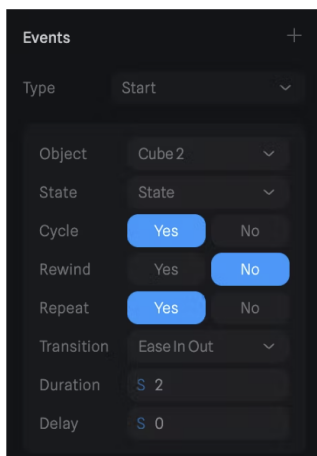 Events
Type Start
Object Cube 2
State State
Cycle Yes No
Rewind Yes No
Repeat Yes No
Transition Ease In Out
Duration S 2
Delay S 0